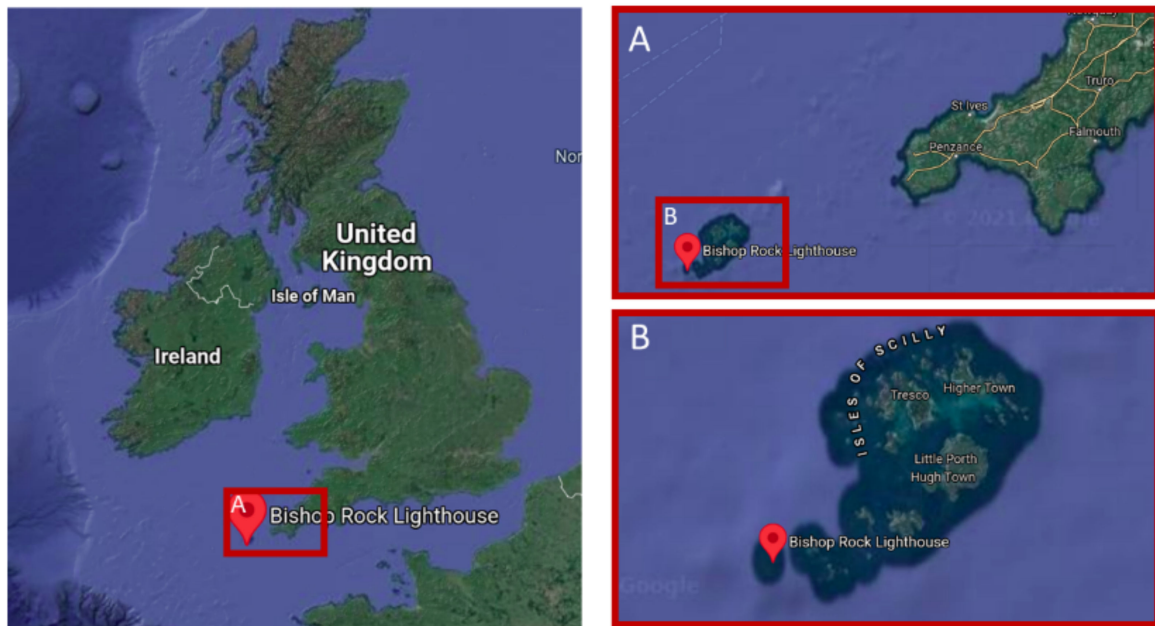 Nor
United
Kingdom
Isle of Man
Ireland
A
Bishop Rock Lighthouse
A
Truro
St Ives
Falmouth
Penzance
B
Bishop Rock Lighthouse
B
ISLES OF SCILLY
Higher Town
Tresco
Little Porth
Hugh Town
Bishop Rock Lighthouse
Google